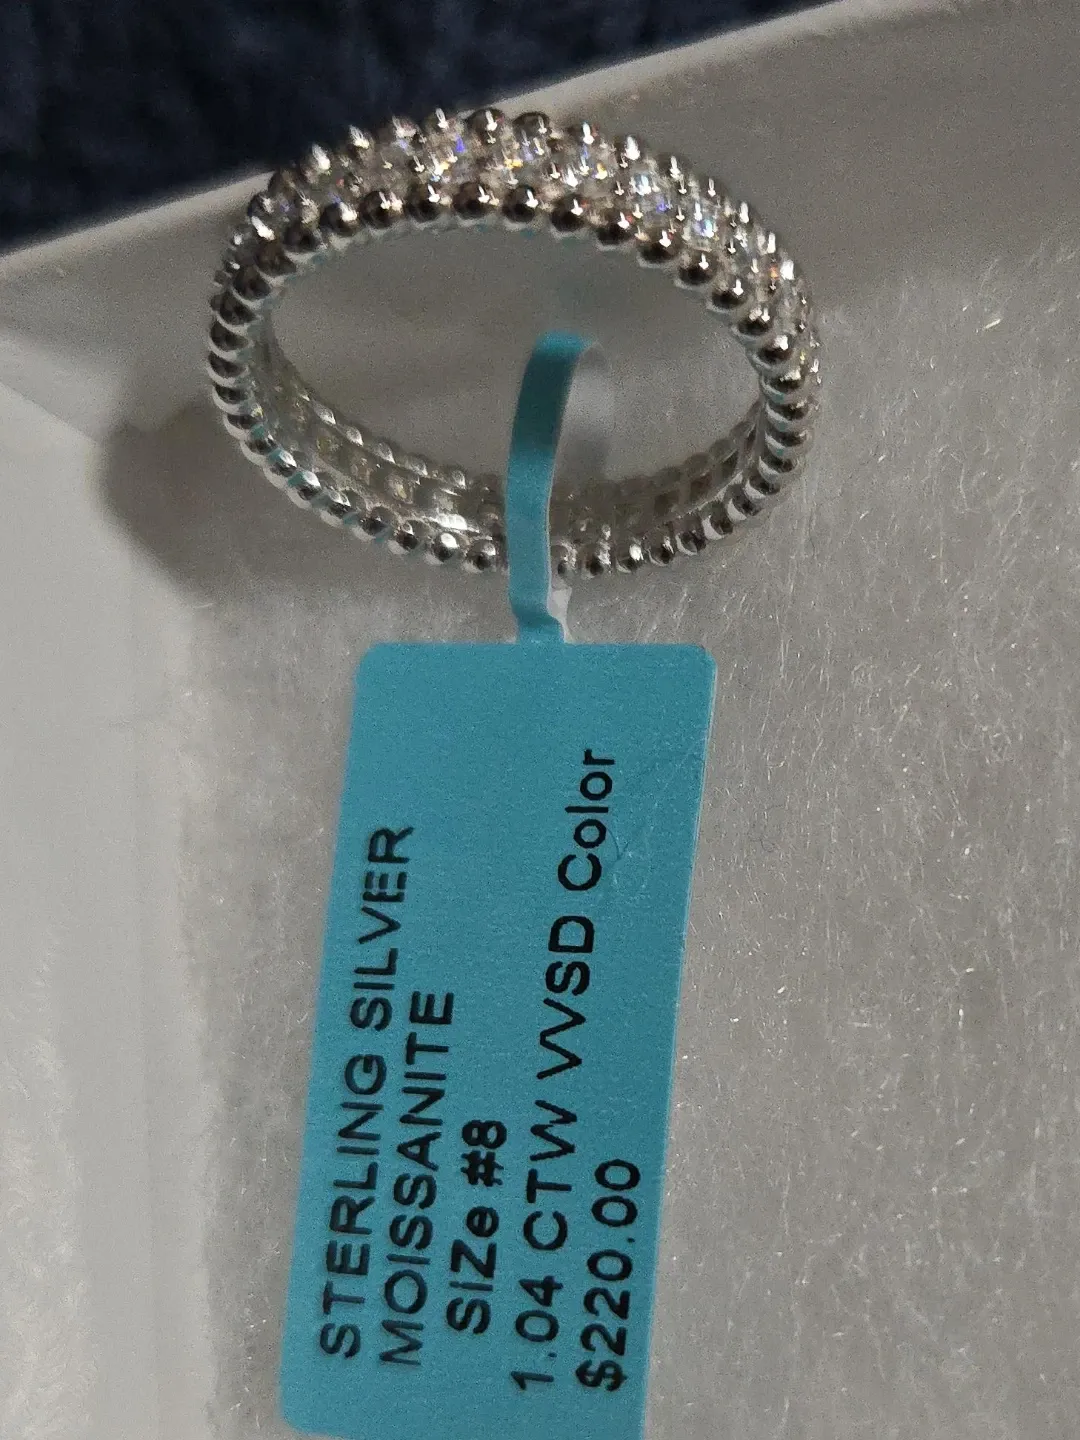 STERLING SILVER
MOISSANITE
SIZe #8
1.04 CTW VVSD Color
$220.00